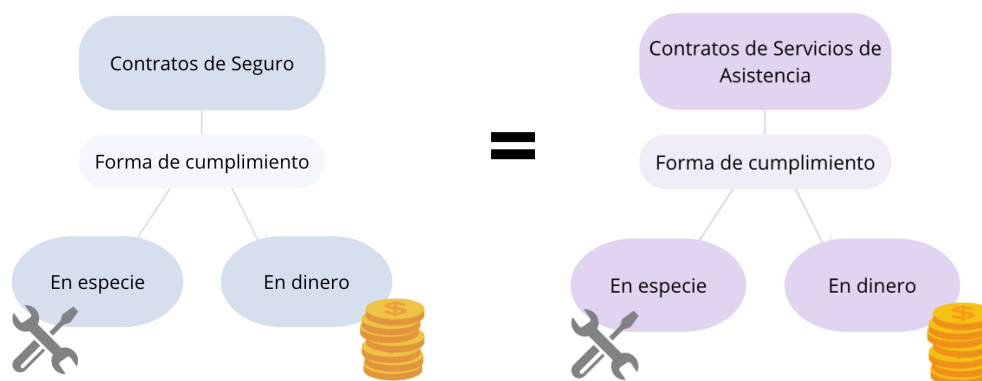 Contratos de Seguro
Forma de cumplimiento
En especie
En dinero
$
=
Contratos de Servicios de
Asistencia
Forma de cumplimiento
En especie
En dinero
$